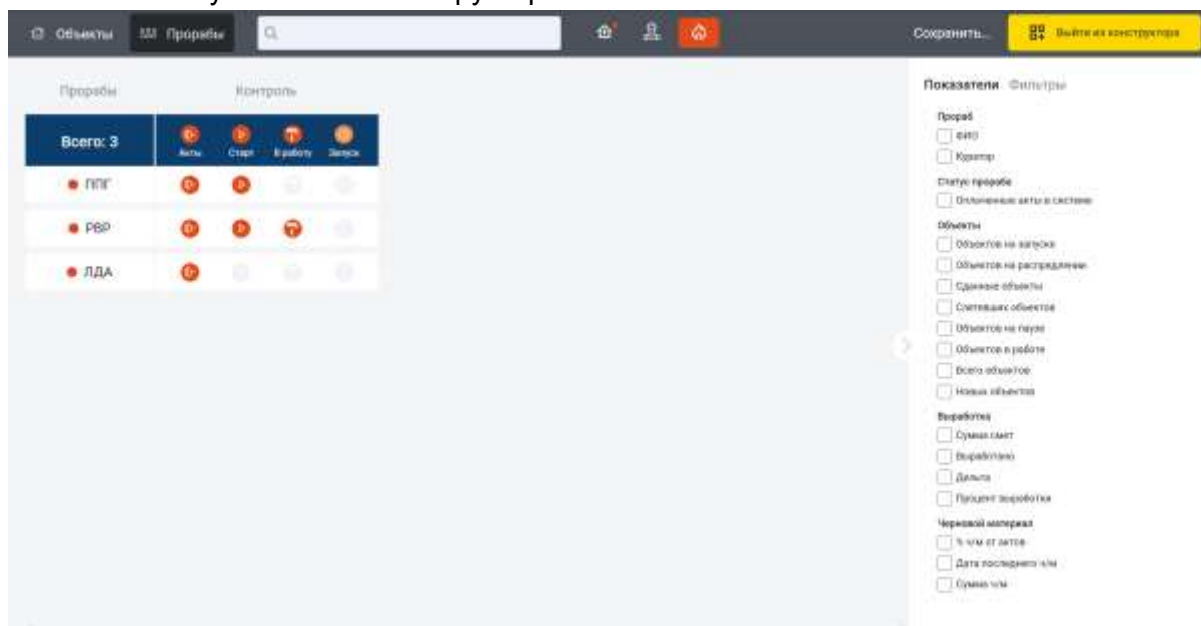 Объекты Прорабы Сохранить... Выйти из конструктора
Прорабы Контроль
Показатели Фильтры
Всего: 3 Акты Старт В работу Запуск
ППГ
РВР
ЛДА
Прораб
ФИО
Куратор
Статус прораба
Оплаченные акты в системе
Объекты
Объектов на запуске
Объектов на распределении
Сданные объекты
Слетевших объектов
Объектов на паузе
Объектов в работе
Всего объектов
Новых объектов
Выработка
Сумма смет
Выработано
Дельта
Процент выработки
Черновой материал
% ч/м от актов
Дата последнего ч/м
Сумма ч/м